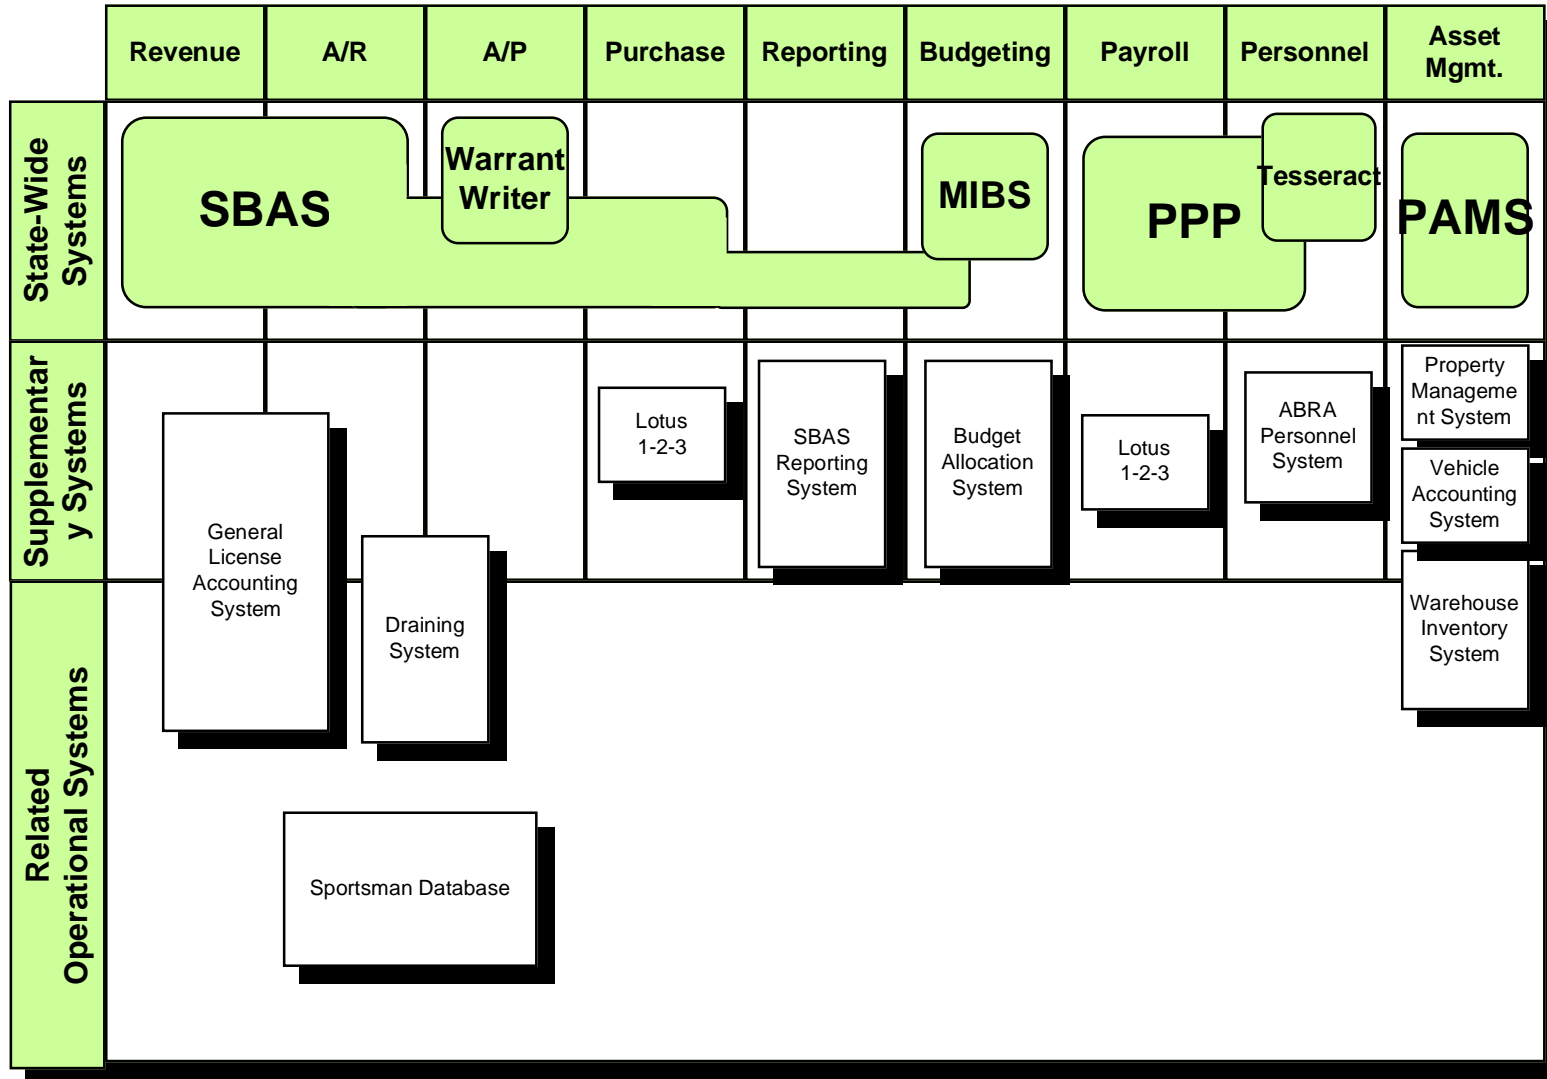 Revenue
A/R
A/P
Purchase
Reporting
Budgeting
Payroll
Personnel
Asset
Mgmt.
State-Wide
Systems
SBAS
Warrant
Writer
MIBS
PPP
Tesseract
PAMS
Supplementar
y Systems
General
License
Accounting
System
Draining
System
Lotus
1-2-3
SBAS
Reporting
System
Budget
Allocation
System
Lotus
1-2-3
ABRA
Personnel
System
Property
Manageme
nt System
Vehicle
Accounting
System
Warehouse
Inventory
System
Related
Operational Systems
Sportsman Database